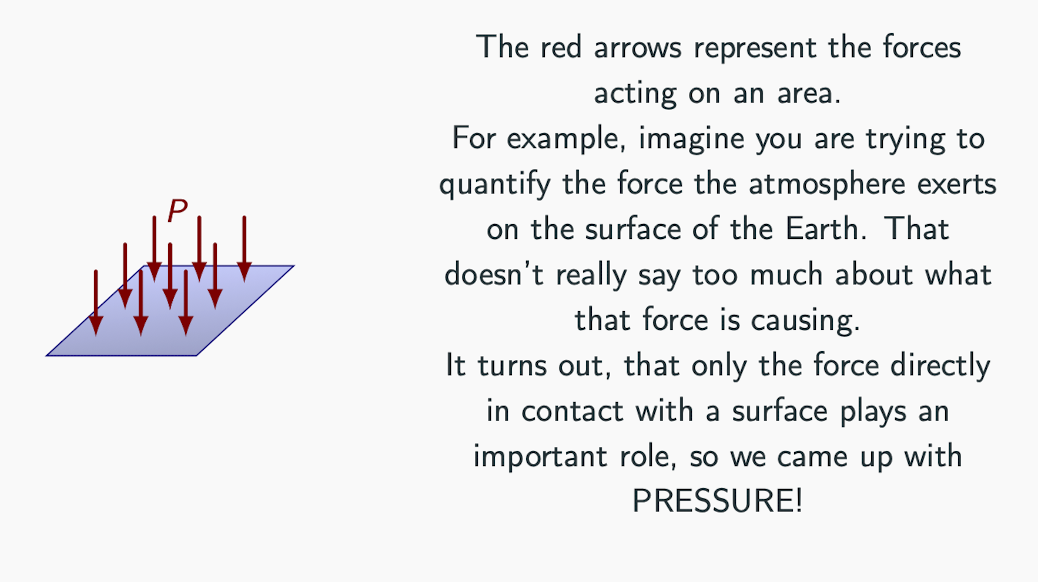 P
The red arrows represent the forces
acting on an area.
For example, imagine you are trying to
quantify the force the atmosphere exerts
on the surface of the Earth. That
doesn't really say too much about what
that force is causing.
It turns out, that only the force directly
in contact with a surface plays an
important role, so we came up with
PRESSURE!